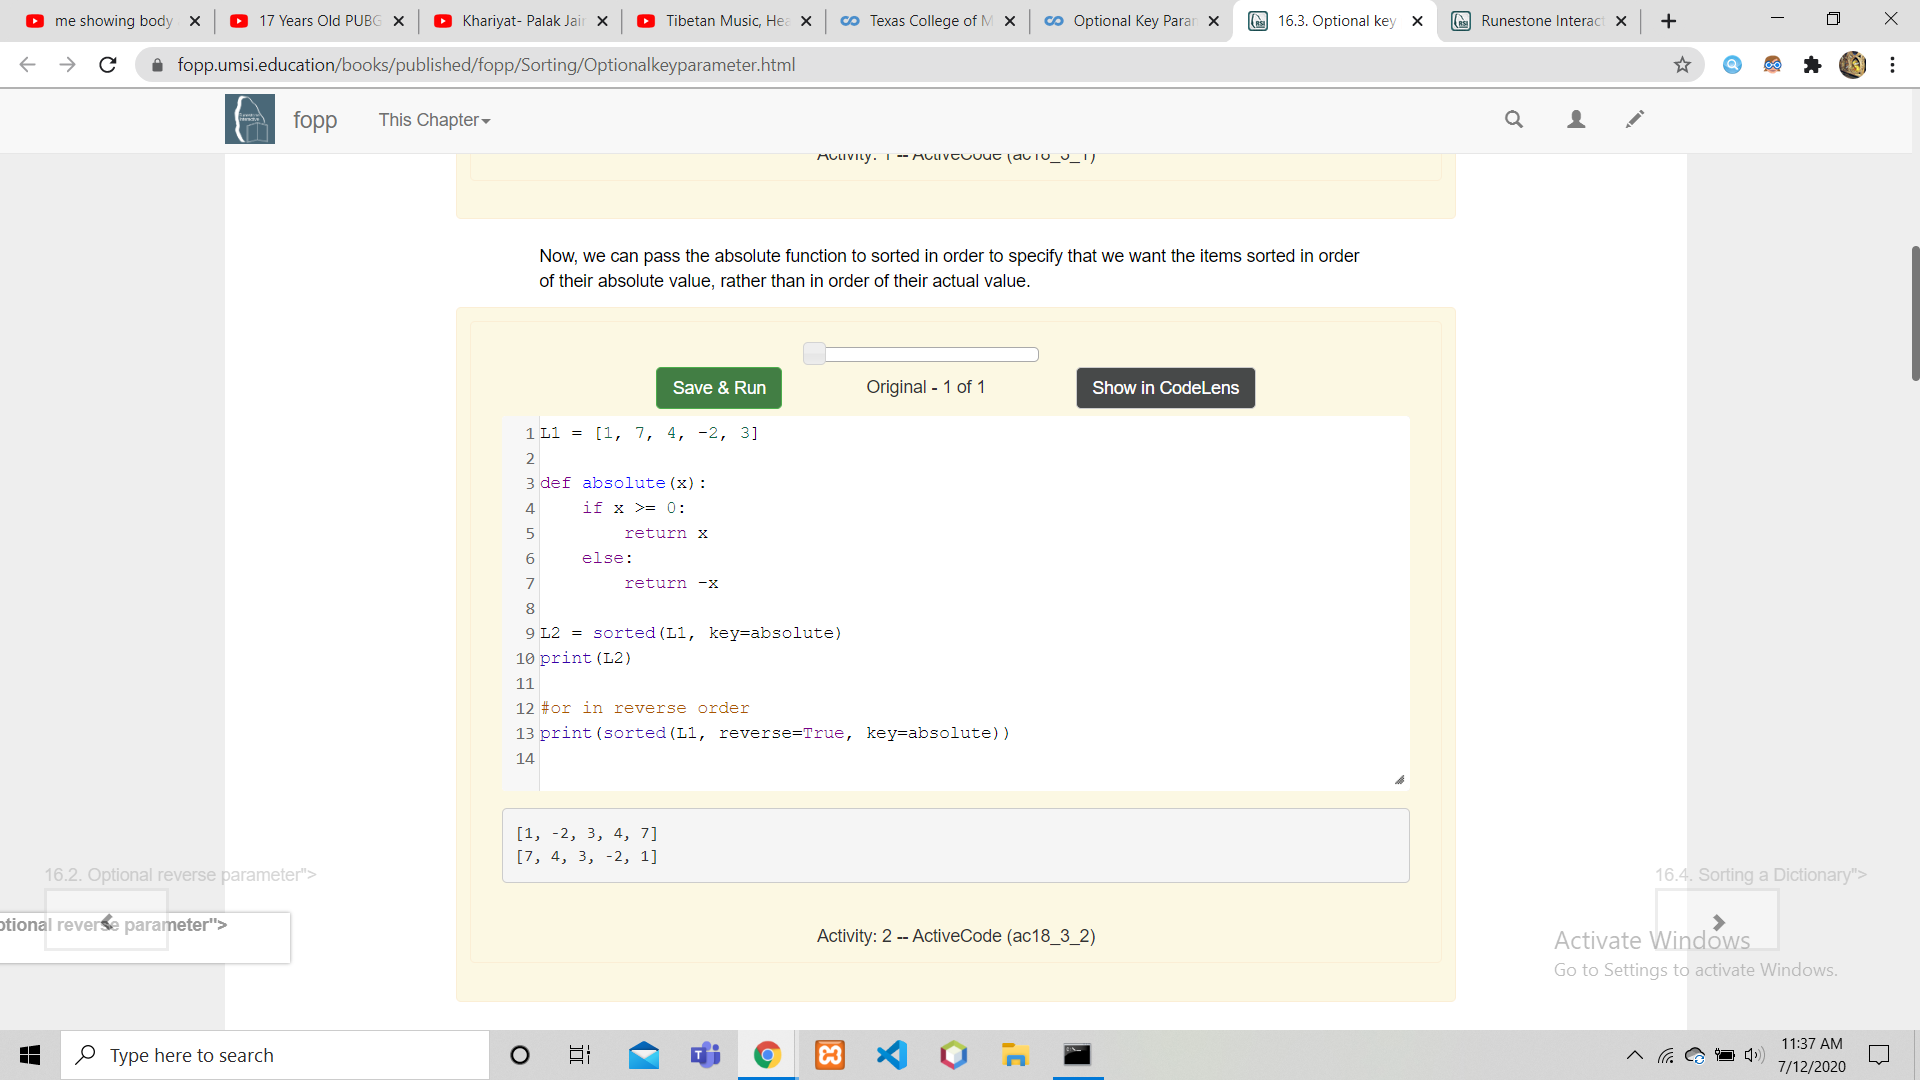 me showing body
17 Years Old PUBG
Khariyat- Palak Jain
Tibetan Music, Hea
Texas College of M
Optional Key Param
16.3. Optional key
Runestone Interact
fopp.umsi.education/books/published/fopp/Sorting/Optionalkeyparameter.html
fopp
This Chapter
Activity: 1 -- ActiveCode (ac18_3_1)
Now, we can pass the absolute function to sorted in order to specify that we want the items sorted in order
of their absolute value, rather than in order of their actual value.
Save & Run
Original - 1 of 1
Show in CodeLens
1 L1 = [1, 7, 4, -2, 3]
2
3 def absolute(x):
4     if x >= 0:
5         return x
6     else:
7         return -x
8
9 L2 = sorted(L1, key=absolute)
10 print(L2)
11
12 #or in reverse order
13 print(sorted(L1, reverse=True, key=absolute))
14
[1, -2, 3, 4, 7]
[7, 4, 3, -2, 1]
16.2. Optional reverse parameter">
ptional reverse parameter">
16.4. Sorting a Dictionary">
Activity: 2 -- ActiveCode (ac18_3_2)
Activate Windows
Go to Settings to activate Windows.
Type here to search
11:37 AM
7/12/2020